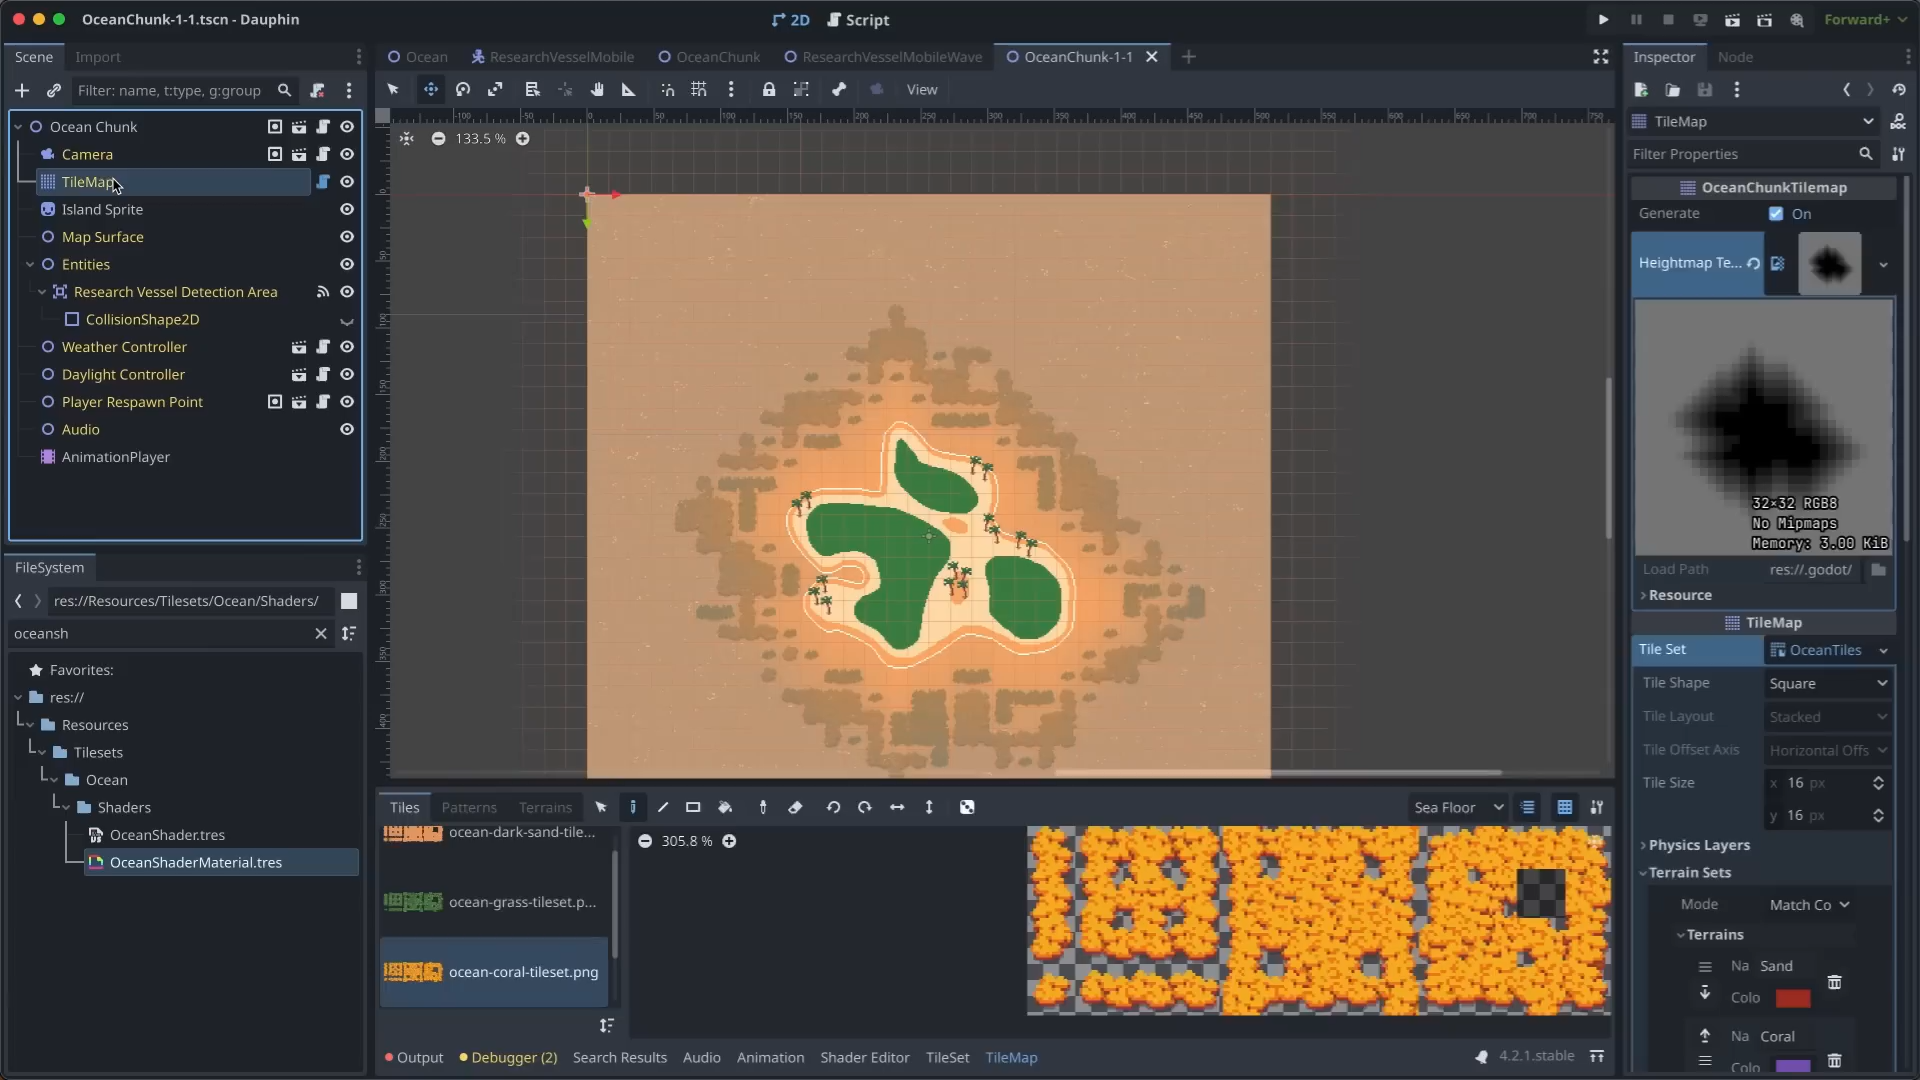 OceanChunk-1-1.tscn - Dauphin
2D
Script
Forward+
Scene
Import
Filter: name, t:type, g:group
Ocean Chunk
Camera
TileMap
Island Sprite
Map Surface
Entities
Research Vessel Detection Area
CollisionShape2D
Weather Controller
Daylight Controller
Player Respawn Point
Audio
AnimationPlayer
FileSystem
res://Resources/Tilesets/Ocean/Shaders/
oceansh
Favorites:
res://
Resources
Tilesets
Ocean
Shaders
OceanShader.tres
OceanShaderMaterial.tres
Ocean
ResearchVesselMobile
OceanChunk
ResearchVesselMobileWave
OceanChunk-1-1
View
133.5 %
Tiles
Patterns
Terrains
Sea Floor
ocean-dark-sand-tile...
ocean-grass-tileset.p...
ocean-coral-tileset.png
305.8 %
Output
Debugger (2)
Search Results
Audio
Animation
Shader Editor
TileSet
TileMap
4.2.1.stable
Inspector
Node
TileMap
Filter Properties
OceanChunkTilemap
Generate
On
Heightmap Te...
32×32 RGB8
No Mipmaps
Memory: 3.00 KiB
Load Path
res://.godot/
Resource
TileMap
Tile Set
OceanTiles
Tile Shape
Square
Tile Layout
Stacked
Tile Offset Axis
Horizontal Offs
Tile Size
x 16 px
y 16 px
Physics Layers
Terrain Sets
Mode
Match Co
Terrains
Na Sand
Colo
Na Coral
Colo